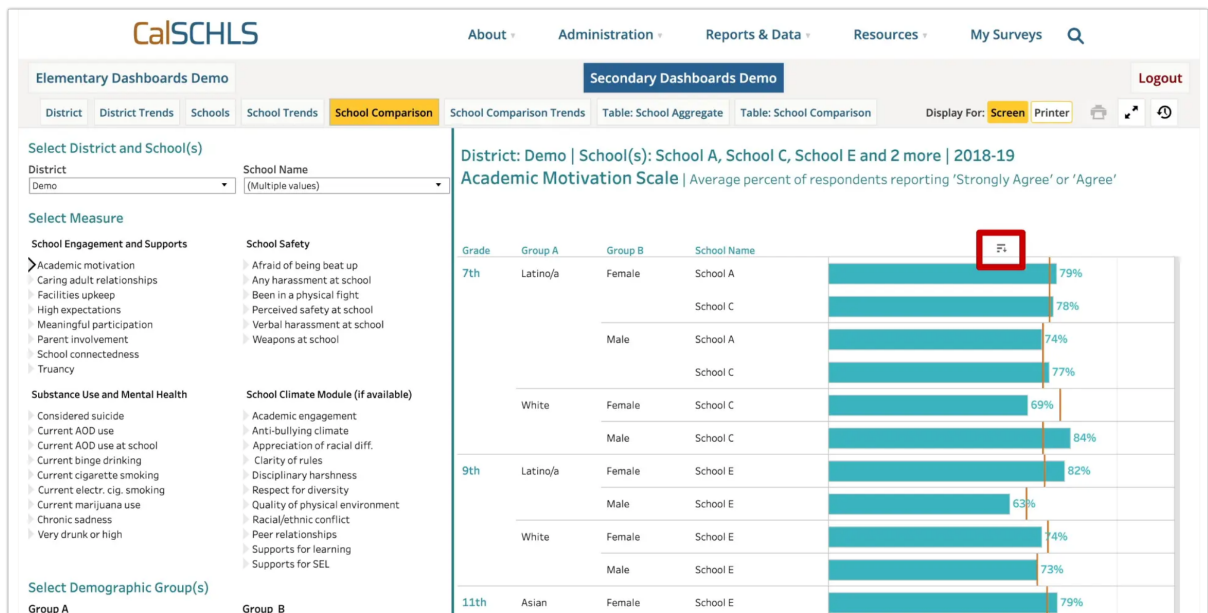 CalSCHLS
About Administration Reports & Data Resources My Surveys
Elementary Dashboards Demo Secondary Dashboards Demo Logout
District District Trends Schools School Trends School Comparison School Comparison Trends Table: School Aggregate Table: School Comparison Display For: Screen Printer
Select District and School(s)
District School Name
Demo (Multiple values)
Select Measure
School Engagement and Supports
Academic motivation
Caring adult relationships
Facilities upkeep
High expectations
Meaningful participation
Parent involvement
School connectedness
Truancy
School Safety
Afraid of being beat up
Any harassment at school
Been in a physical fight
Perceived safety at school
Verbal harassment at school
Weapons at school
Substance Use and Mental Health
Considered suicide
Current AOD use
Current AOD use at school
Current binge drinking
Current cigarette smoking
Current electr. cig. smoking
Current marijuana use
Chronic sadness
Very drunk or high
School Climate Module (if available)
Academic engagement
Anti-bullying climate
Appreciation of racial diff.
Clarity of rules
Disciplinary harshness
Respect for diversity
Quality of physical environment
Racial/ethnic conflict
Peer relationships
Supports for learning
Supports for SEL
Select Demographic Group(s)
Group A Group B
District: Demo | School(s): School A, School C, School E and 2 more | 2018-19
Academic Motivation Scale | Average percent of respondents reporting 'Strongly Agree' or 'Agree'
Grade Group A Group B School Name
7th Latino/a Female School A 79%
School C 78%
Male School A 74%
School C 77%
White Female School C 69%
Male School C 84%
9th Latino/a Female School E 82%
Male School E 63%
White Female School E 74%
Male School E 73%
11th Asian Female School E 79%